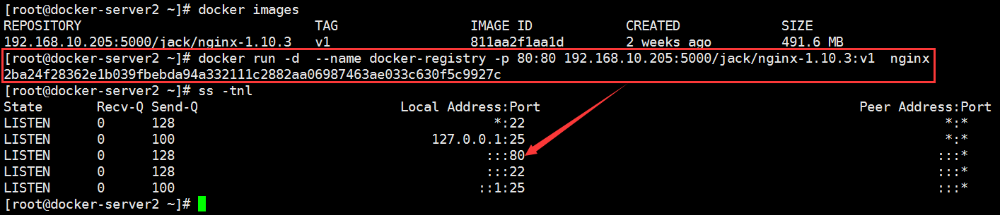 [root@docker-server2 ~]# docker images
REPOSITORY TAG IMAGE ID CREATED SIZE
192.168.10.205:5000/jack/nginx-1.10.3 v1 811aa2f1aa1d 2 weeks ago 491.6 MB
[root@docker-server2 ~]# docker run -d  --name docker-registry -p 80:80 192.168.10.205:5000/jack/nginx-1.10.3:v1  nginx
2ba24f28362e1b039fbebda94a332111c2882aa06987463ae033c630f5c9927c
[root@docker-server2 ~]# ss -tnl
State Recv-Q Send-Q Local Address:Port Peer Address:Port
LISTEN 0 128 *:22 *:*
LISTEN 0 100 127.0.0.1:25 *:*
LISTEN 0 128 :::80 :::*
LISTEN 0 128 :::22 :::*
LISTEN 0 100 ::1:25 :::*
[root@docker-server2 ~]#